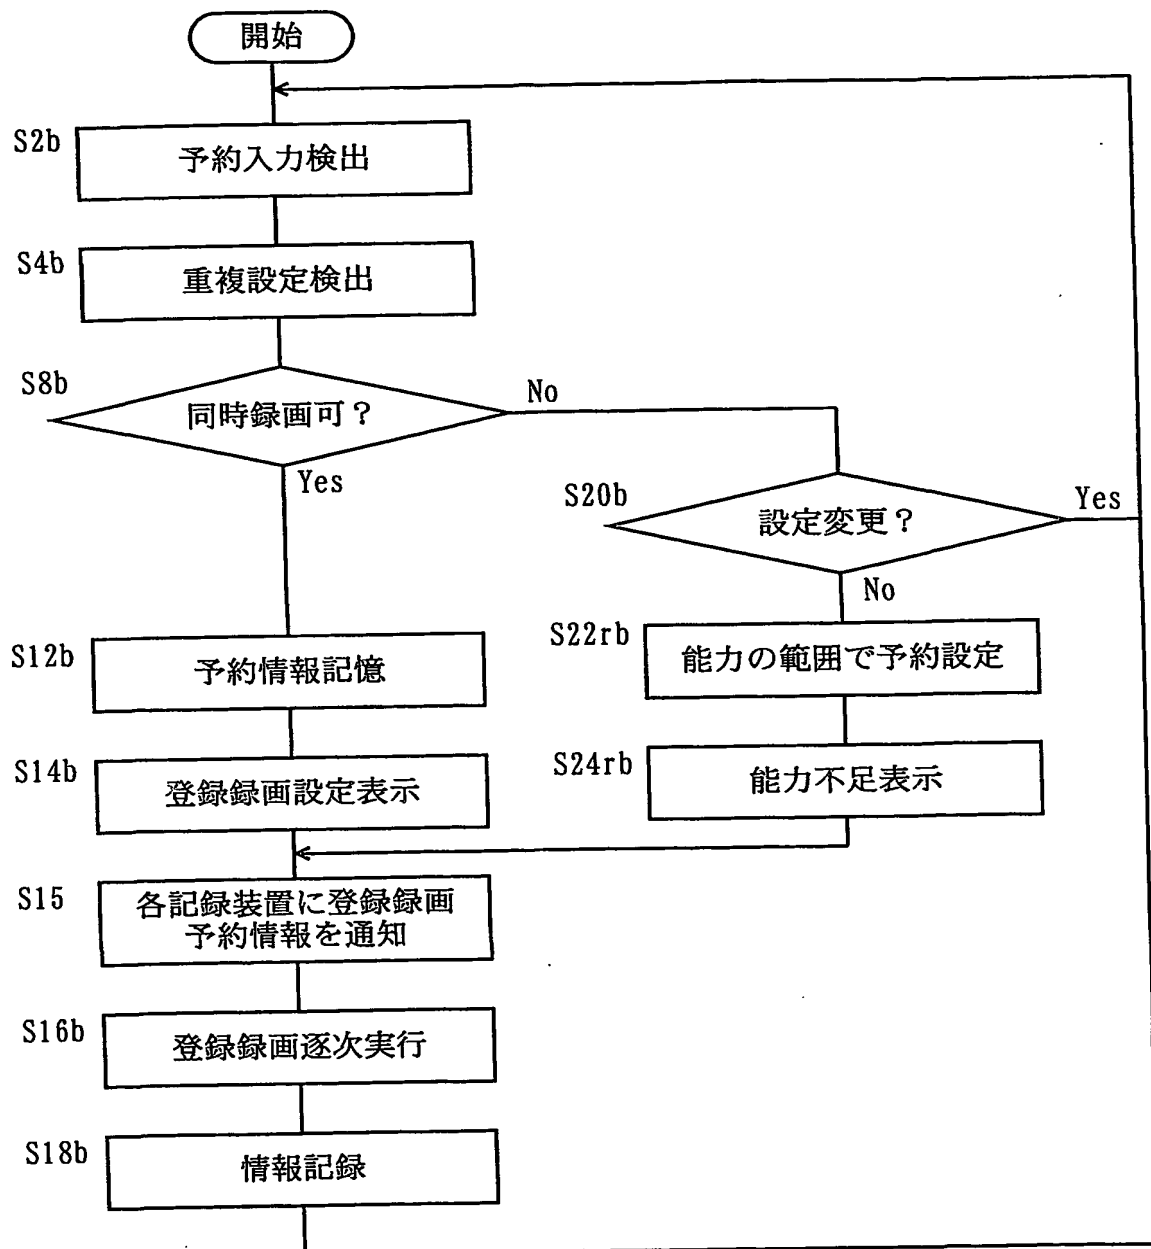 開始
S2b
予約入力検出
S4b
重複設定検出
S8b
同時録画可？
No
Yes
S20b
設定変更？
Yes
No
S12b
予約情報記憶
S22rb
能力の範囲で予約設定
S14b
登録録画設定表示
S24rb
能力不足表示
S15
各記録装置に登録録画
予約情報を通知
S16b
登録録画逐次実行
S18b
情報記録